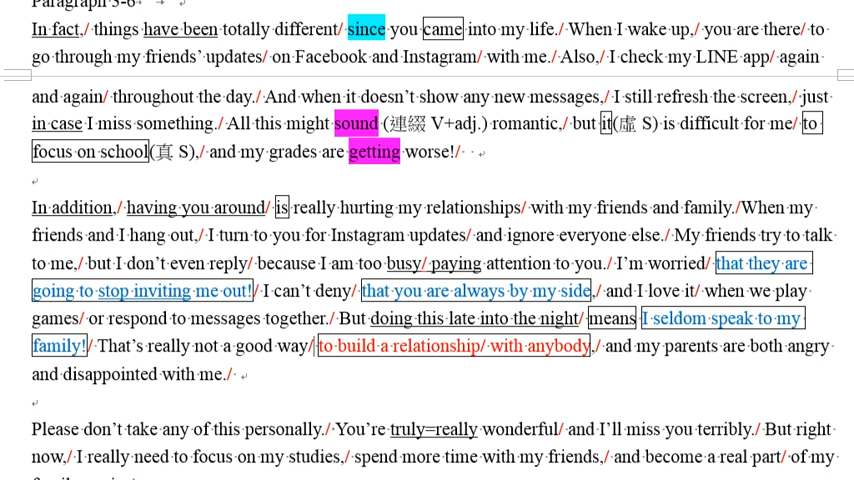 Paragraph 3-6
In fact,/ things have been totally different/ since you came into my life./ When I wake up,/ you are there/ to
go through my friends' updates/ on Facebook and Instagram/ with me./ Also,/ I check my LINE app/ again
and again/ throughout the day./ And when it doesn't show any new messages,/ I still refresh the screen,/ just
in case I miss something./ All this might sound (連綴 V+adj.) romantic,/ but it(虛 S) is difficult for me/ to
focus on school(真 S),/ and my grades are getting worse!/
In addition,/ having you around/ is really hurting my relationships/ with my friends and family./When my
friends and I hang out,/ I turn to you for Instagram updates/ and ignore everyone else./ My friends try to talk
to me,/ but I don't even reply/ because I am too busy/ paying attention to you./ I'm worried/ that they are
going to stop inviting me out!/ I can't deny/ that you are always by my side,/ and I love it/ when we play
games/ or respond to messages together./ But doing this late into the night/ means I seldom speak to my
family!/ That's really not a good way/ to build a relationship/ with anybody,/ and my parents are both angry
and disappointed with me./
Please don't take any of this personally./ You're truly=really wonderful/ and I'll miss you terribly./ But right
now,/ I really need to focus on my studies,/ spend more time with my friends,/ and become a real part/ of my